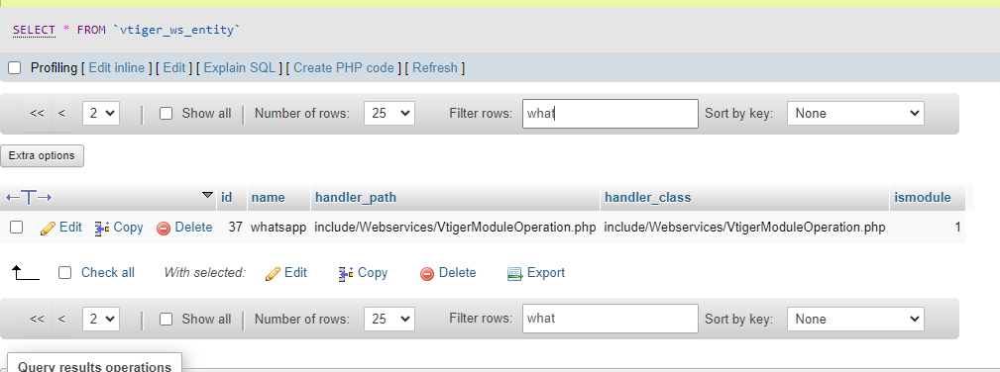 SELECT * FROM `vtiger_ws_entity`
Profiling [ Edit inline ] [ Edit ] [ Explain SQL ] [ Create PHP code ] [ Refresh ]
<< < 2 Show all Number of rows: 25 Filter rows: what Sort by key: None
Extra options
id name handler_path handler_class ismodule
Edit Copy Delete 37 whatsapp include/Webservices/VtigerModuleOperation.php include/Webservices/VtigerModuleOperation.php 1
Check all With selected: Edit Copy Delete Export
<< < 2 Show all Number of rows: 25 Filter rows: what Sort by key: None
Query results operations